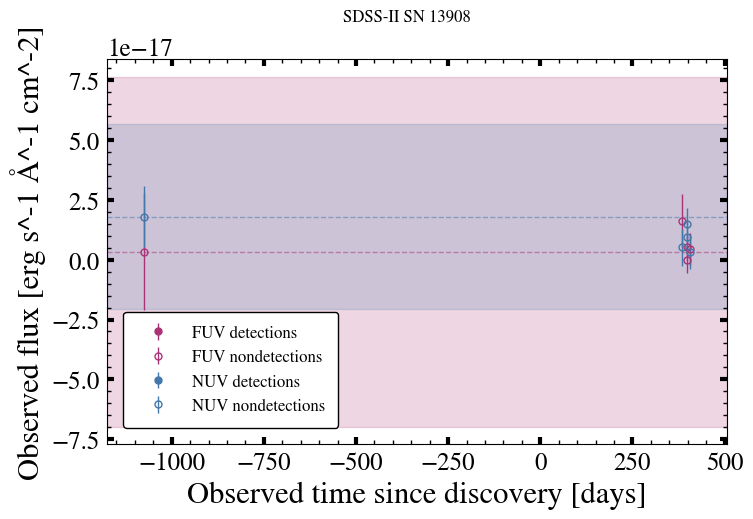 SDSS-II SN 13908
1e−17
Observed flux [erg s^-1 Å^-1 cm^-2]
7.5
5.0
2.5
0.0
−2.5
−5.0
−7.5
FUV detections
FUV nondetections
NUV detections
NUV nondetections
−1000 −750 −500 −250 0 250 500
Observed time since discovery [days]